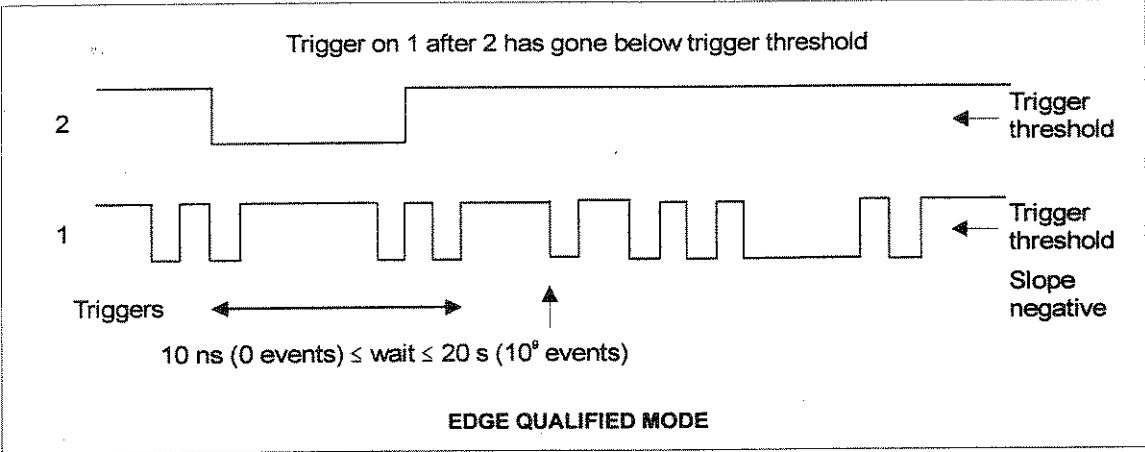 Trigger on 1 after 2 has gone below trigger threshold
2
Trigger
threshold
1
Trigger
threshold
Slope
negative
Triggers
10 ns (0 events) ≤ wait ≤ 20 s (10⁹ events)
EDGE QUALIFIED MODE